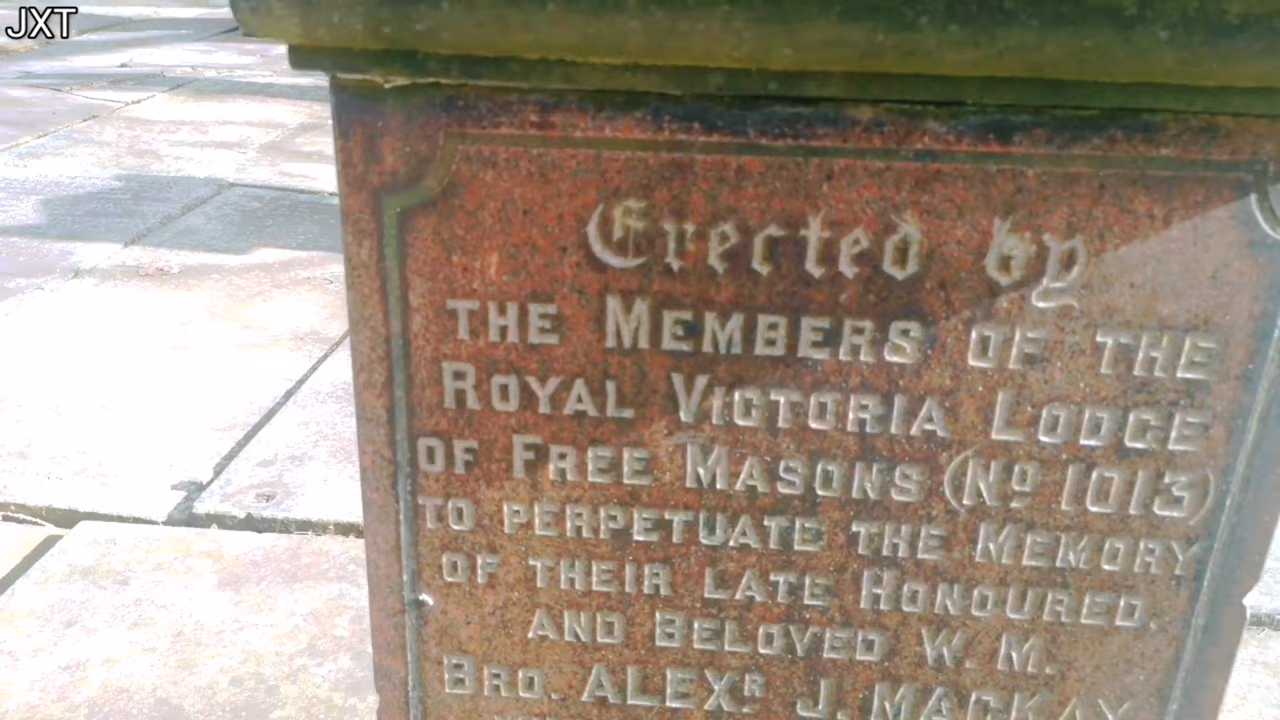 JXT
Erected by
THE MEMBERS OF THE
ROYAL VICTORIA LODGE
OF FREE MASONS (No 1013)
TO PERPETUATE THE MEMORY
OF THEIR LATE HONOURED,
AND BELOVED W. M.
BRO. ALEXR J. MACKAY